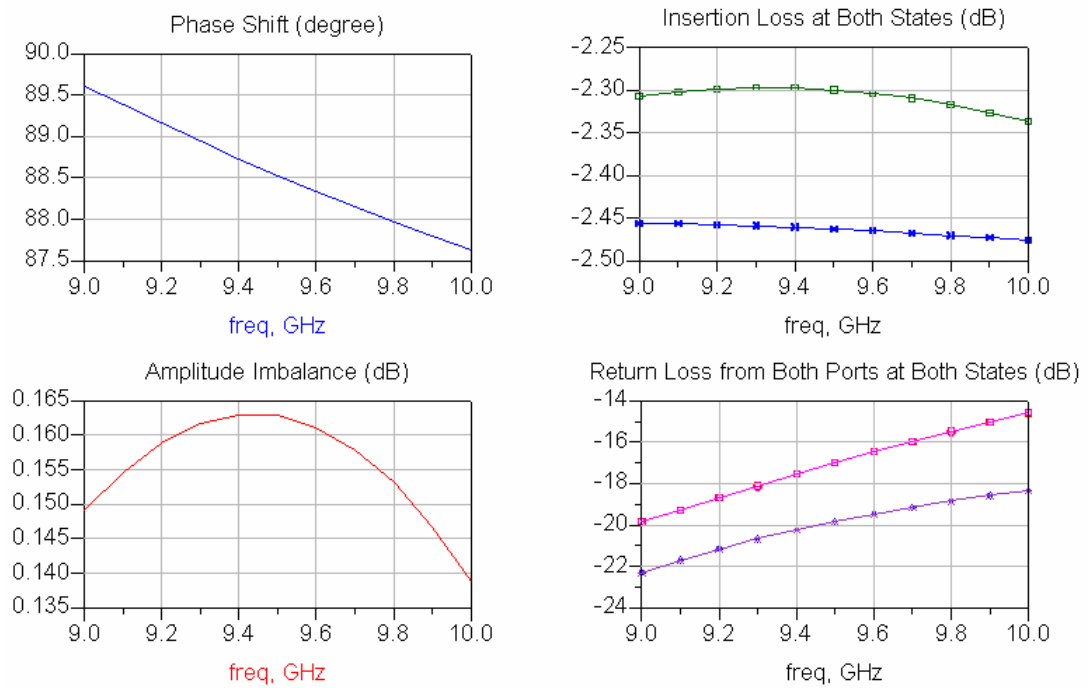 Phase Shift (degree)
90.0
89.5
89.0
88.5
88.0
87.5
9.0 9.2 9.4 9.6 9.8 10.0
freq, GHz
Insertion Loss at Both States (dB)
-2.25
-2.30
-2.35
-2.40
-2.45
-2.50
9.0 9.2 9.4 9.6 9.8 10.0
freq, GHz
Amplitude Imbalance (dB)
0.165
0.160
0.155
0.150
0.145
0.140
0.135
9.0 9.2 9.4 9.6 9.8 10.0
freq, GHz
Return Loss from Both Ports at Both States (dB)
-14
-16
-18
-20
-22
-24
9.0 9.2 9.4 9.6 9.8 10.0
freq, GHz